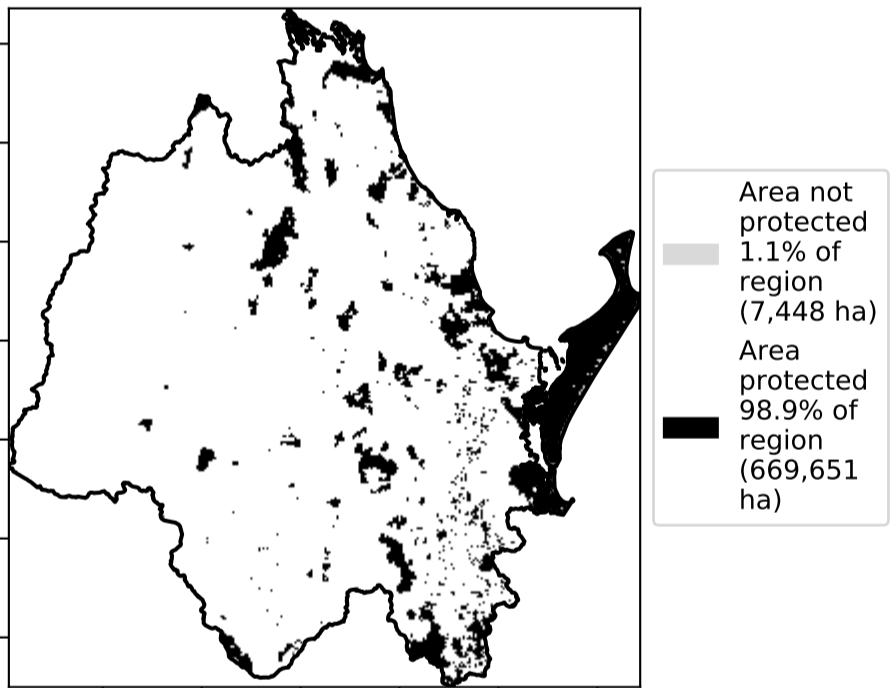 Area not
protected
1.1% of
region
(7,448 ha)
Area
protected
98.9% of
region
(669,651
ha)